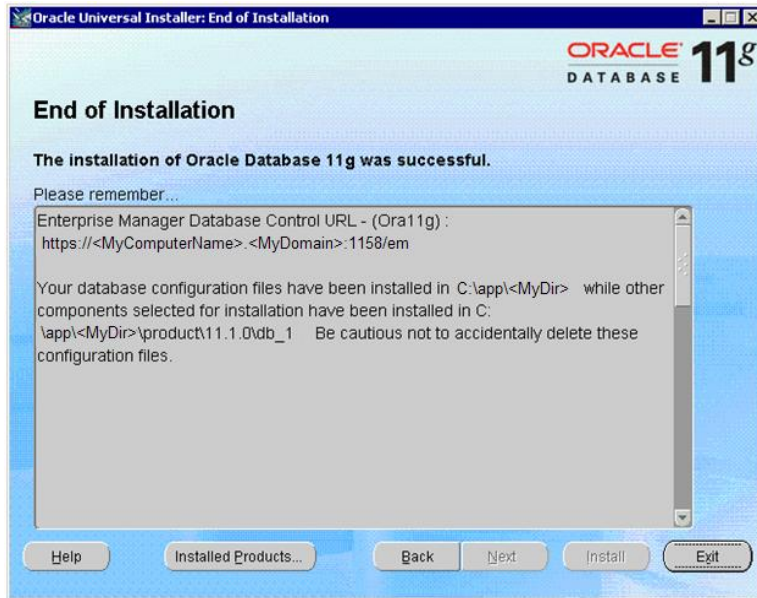 Oracle Universal Installer: End of Installation
ORACLE
DATABASE 11g
End of Installation
The installation of Oracle Database 11g was successful.
Please remember...
Enterprise Manager Database Control URL - (Ora11g) :
https://<MyComputerName>.<MyDomain>:1158/em
Your database configuration files have been installed in C:\app\<MyDir> while other
components selected for installation have been installed in C:
\app\<MyDir>\product\11.1.0\db_1 Be cautious not to accidentally delete these
configuration files.
Help Installed Products... Back Next Install Exit